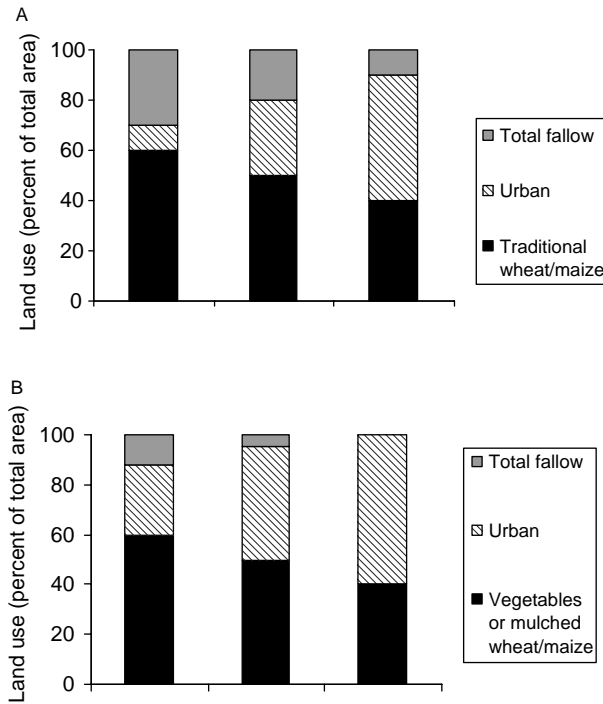 A
Land use (percent of total area)
100
80
60
40
20
0
Total fallow
Urban
Traditional
wheat/maize
B
Land use (percent of total area)
100
80
60
40
20
0
Total fallow
Urban
Vegetables
or mulched
wheat/maize